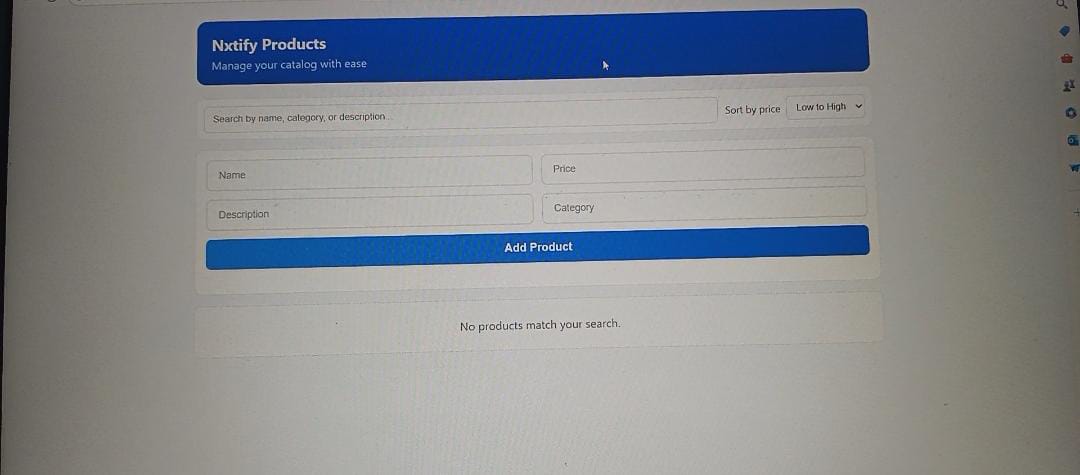 Nxtify Products
Manage your catalog with ease
Search by name, category, or description...
Sort by price
Low to High
Name
Price
Description
Category
Add Product
No products match your search.